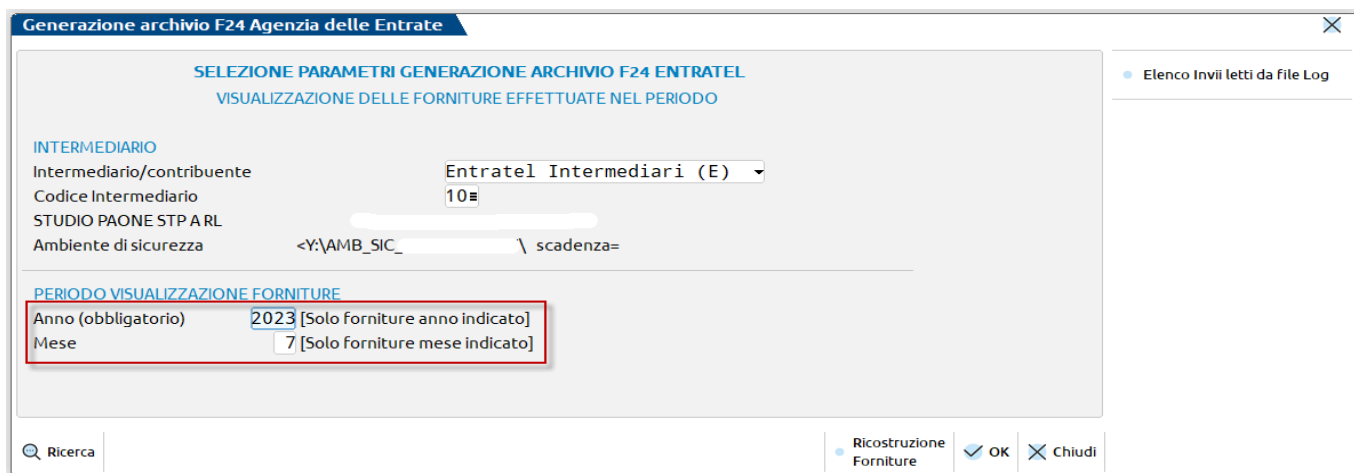 Generazione archivio F24 Agenzia delle Entrate
SELEZIONE PARAMETRI GENERAZIONE ARCHIVIO F24 ENTRATEL
Elenco Invii letti da file Log
VISUALIZZAZIONE DELLE FORNITURE EFFETTUATE NEL PERIODO
INTERMEDIARIO
Intermediario/contribuente Entratel Intermediari (E)
Codice Intermediario 10
STUDIO PAONE STP A RL
Ambiente di sicurezza <Y:\AMB_SIC_ \ scadenza=
PERIODO VISUALIZZAZIONE FORNITURE
Anno (obbligatorio) 2023 [Solo forniture anno indicato]
Mese 7 [Solo forniture mese indicato]
Ricerca
Ricostruzione
Forniture
OK
Chiudi